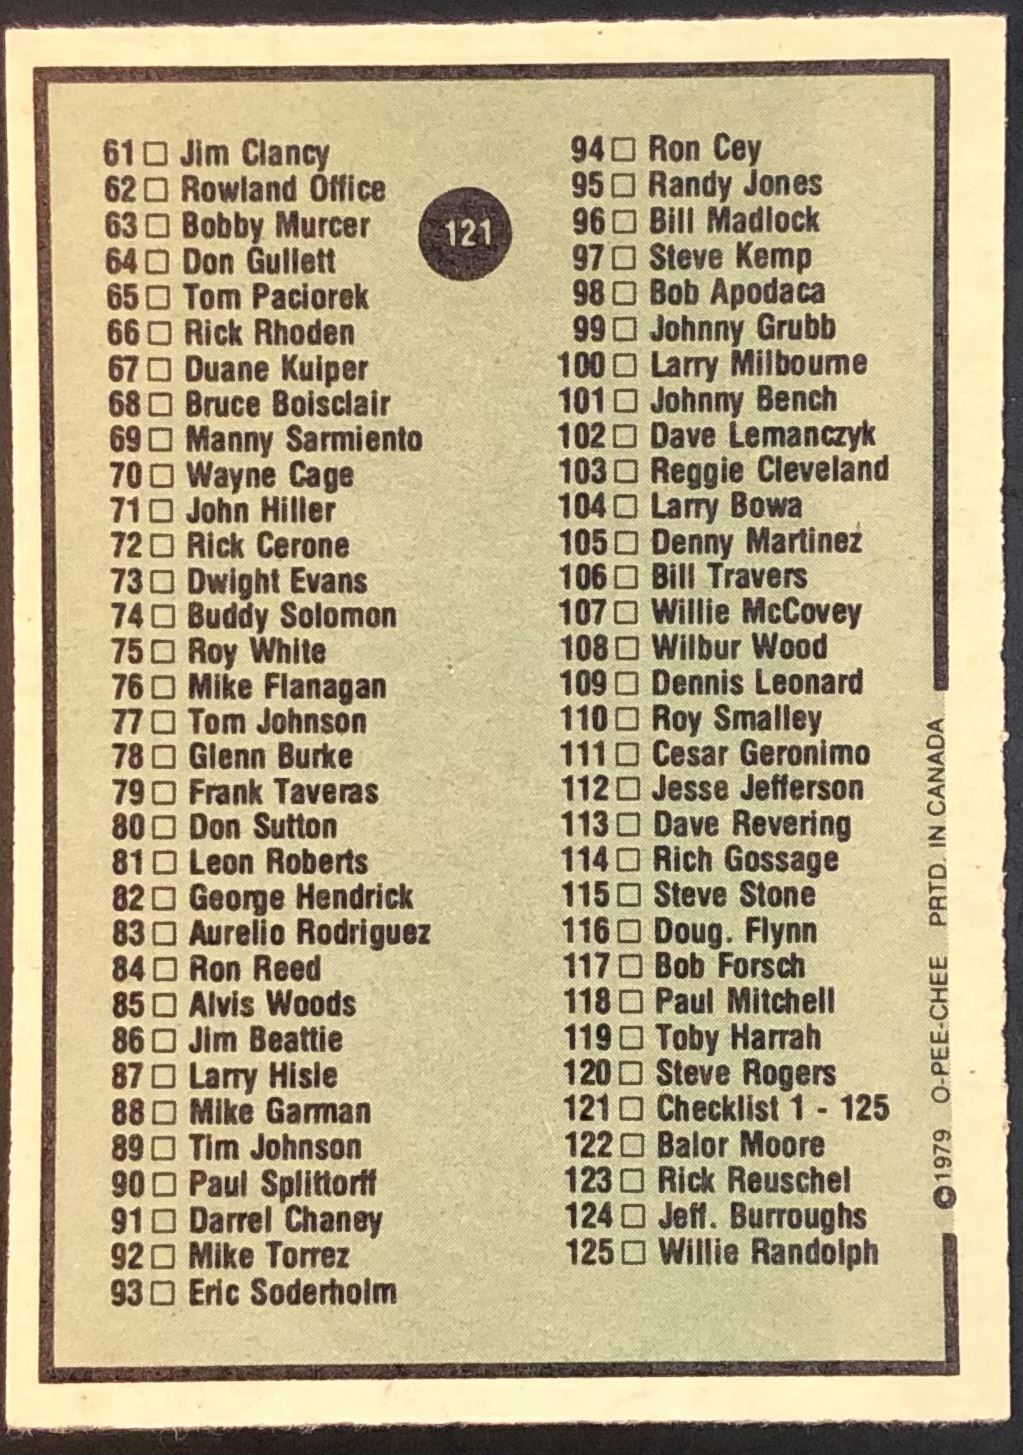 61 □ Jim Clancy
62 □ Rowland Office
63 □ Bobby Murcer
64 □ Don Gullett
65 □ Tom Paciorek
66 □ Rick Rhoden
67 □ Duane Kuiper
68 □ Bruce Boisclair
69 □ Manny Sarmiento
70 □ Wayne Cage
71 □ John Hiller
72 □ Rick Cerone
73 □ Dwight Evans
74 □ Buddy Solomon
75 □ Roy White
76 □ Mike Flanagan
77 □ Tom Johnson
78 □ Glenn Burke
79 □ Frank Taveras
80 □ Don Sutton
81 □ Leon Roberts
82 □ George Hendrick
83 □ Aurelio Rodriguez
84 □ Ron Reed
85 □ Alvis Woods
86 □ Jim Beattie
87 □ Larry Hisle
88 □ Mike Garman
89 □ Tim Johnson
90 □ Paul Splittorff
91 □ Darrel Chaney
92 □ Mike Torrez
93 □ Eric Soderholm
121
94 □ Ron Cey
95 □ Randy Jones
96 □ Bill Madlock
97 □ Steve Kemp
98 □ Bob Apodaca
99 □ Johnny Grubb
100 □ Larry Milbourne
101 □ Johnny Bench
102 □ Dave Lemanczyk
103 □ Reggie Cleveland
104 □ Larry Bowa
105 □ Denny Martinez
106 □ Bill Travers
107 □ Willie McCovey
108 □ Wilbur Wood
109 □ Dennis Leonard
110 □ Roy Smalley
111 □ Cesar Geronimo
112 □ Jesse Jefferson
113 □ Dave Revering
114 □ Rich Gossage
115 □ Steve Stone
116 □ Doug. Flynn
117 □ Bob Forsch
118 □ Paul Mitchell
119 □ Toby Harrah
120 □ Steve Rogers
121 □ Checklist 1 - 125
122 □ Balor Moore
123 □ Rick Reuschel
124 □ Jeff. Burroughs
125 □ Willie Randolph
©1979 O-PEE-CHEE PRTD. IN CANADA